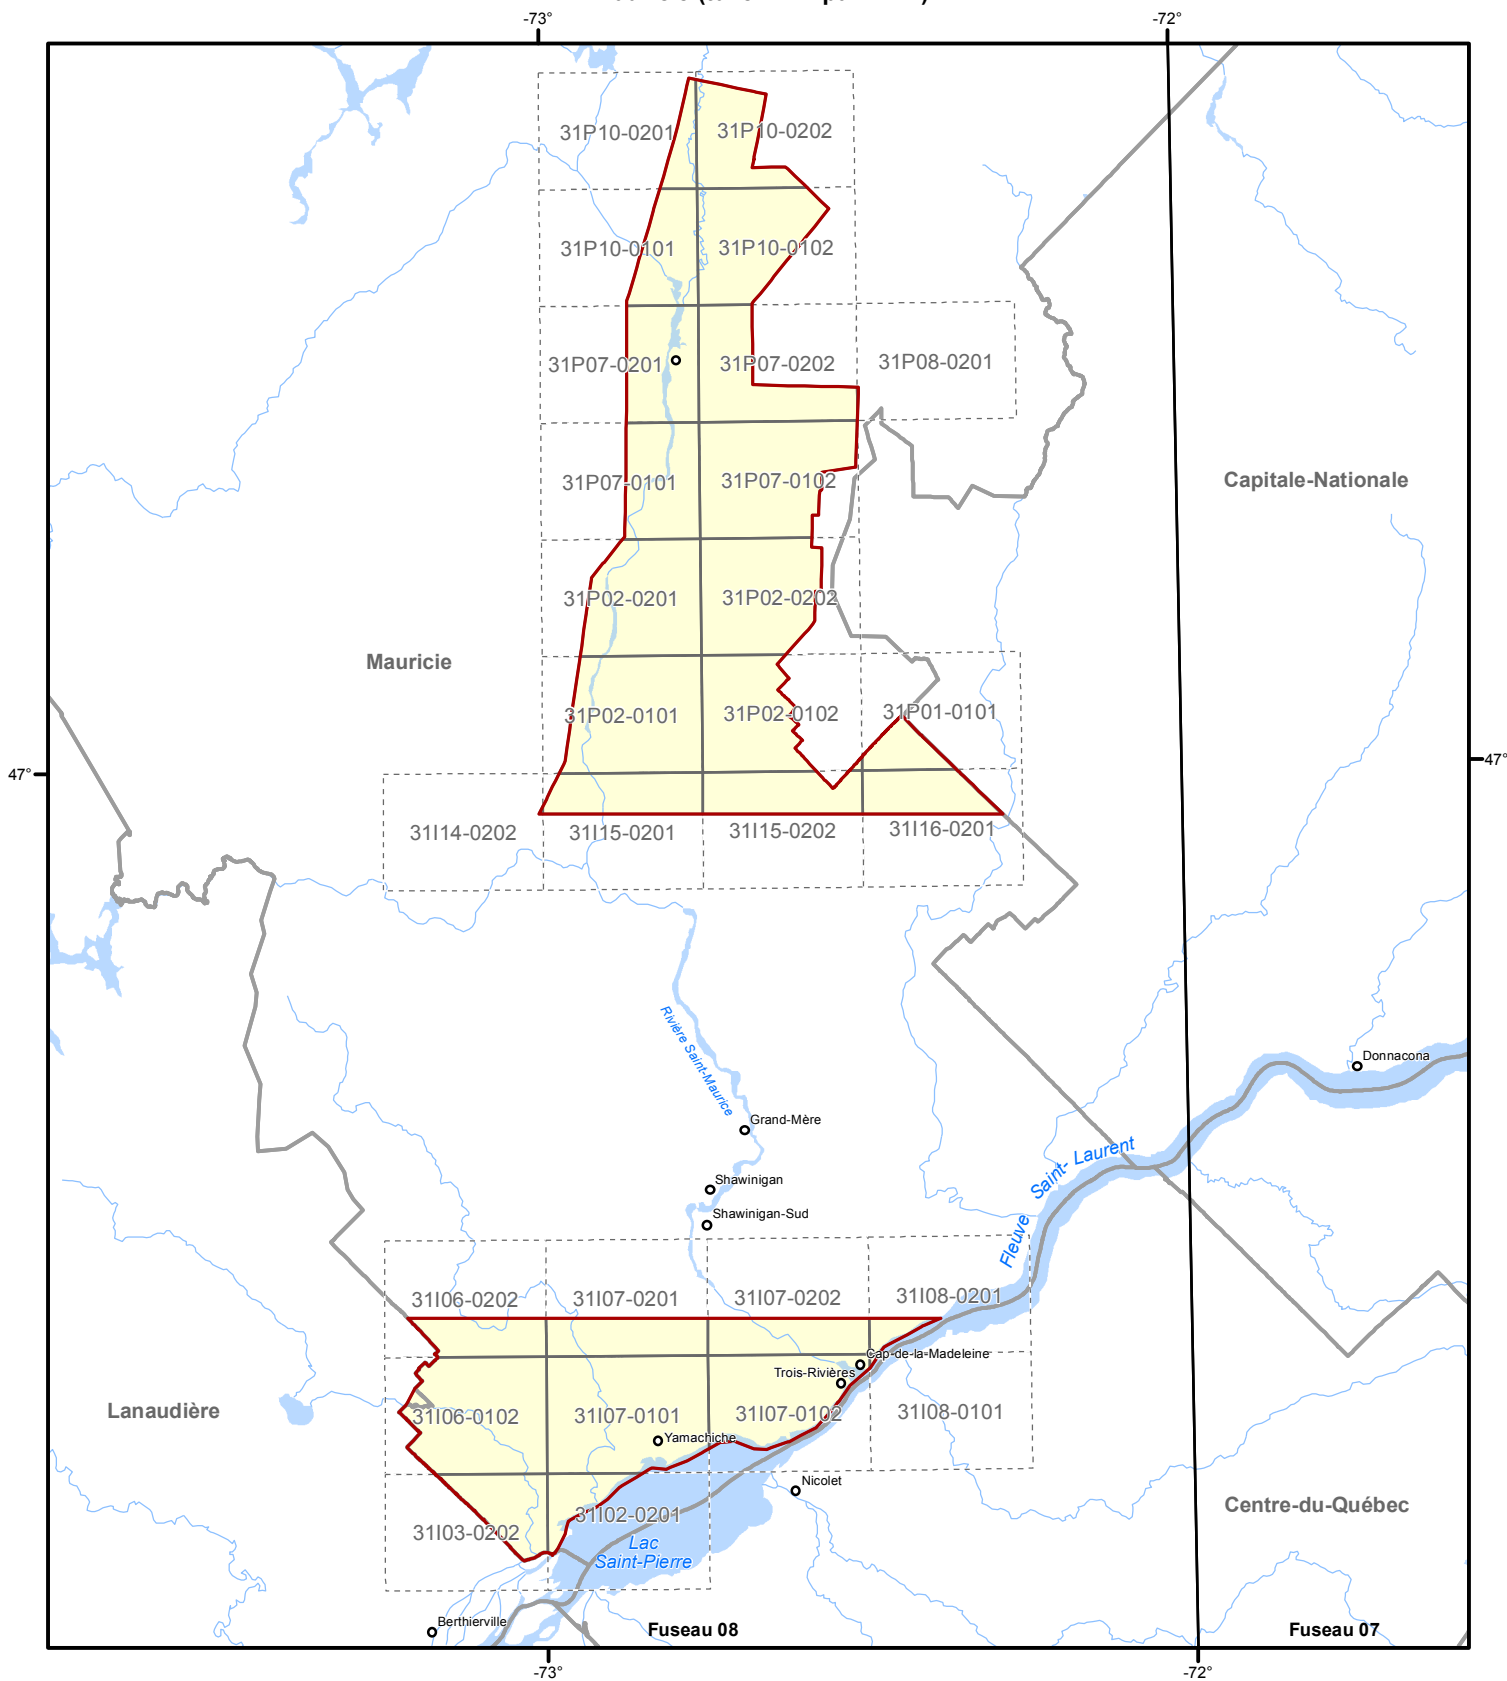 -73°
-72°
31P10-0201
31P10-0202
31P10-0101
31P10-0102
31P07-0201
31P07-0202
31P08-0201
31P07-0101
31P07-0102
Capitale-Nationale
31P02-0201
31P02-0202
Mauricie
31P02-0101
31P02-0102
31P01-0101
47°
47°
31I14-0202
31I15-0201
31I15-0202
31I16-0201
Rivière Saint-Maurice
Donnacona
Grand-Mère
Fleuve Saint- Laurent
Shawinigan
Shawinigan-Sud
31I06-0202
31I07-0201
31I07-0202
31I08-0201
Cap-de-la-Madeleine
Trois-Rivières
Lanaudière
31I06-0102
31I07-0101
31I07-0102
31I08-0101
Yamachiche
Nicolet
Centre-du-Québec
31I03-0202
31I02-0201
Lac
Saint-Pierre
Berthierville
Fuseau 08
Fuseau 07
-73°
-72°